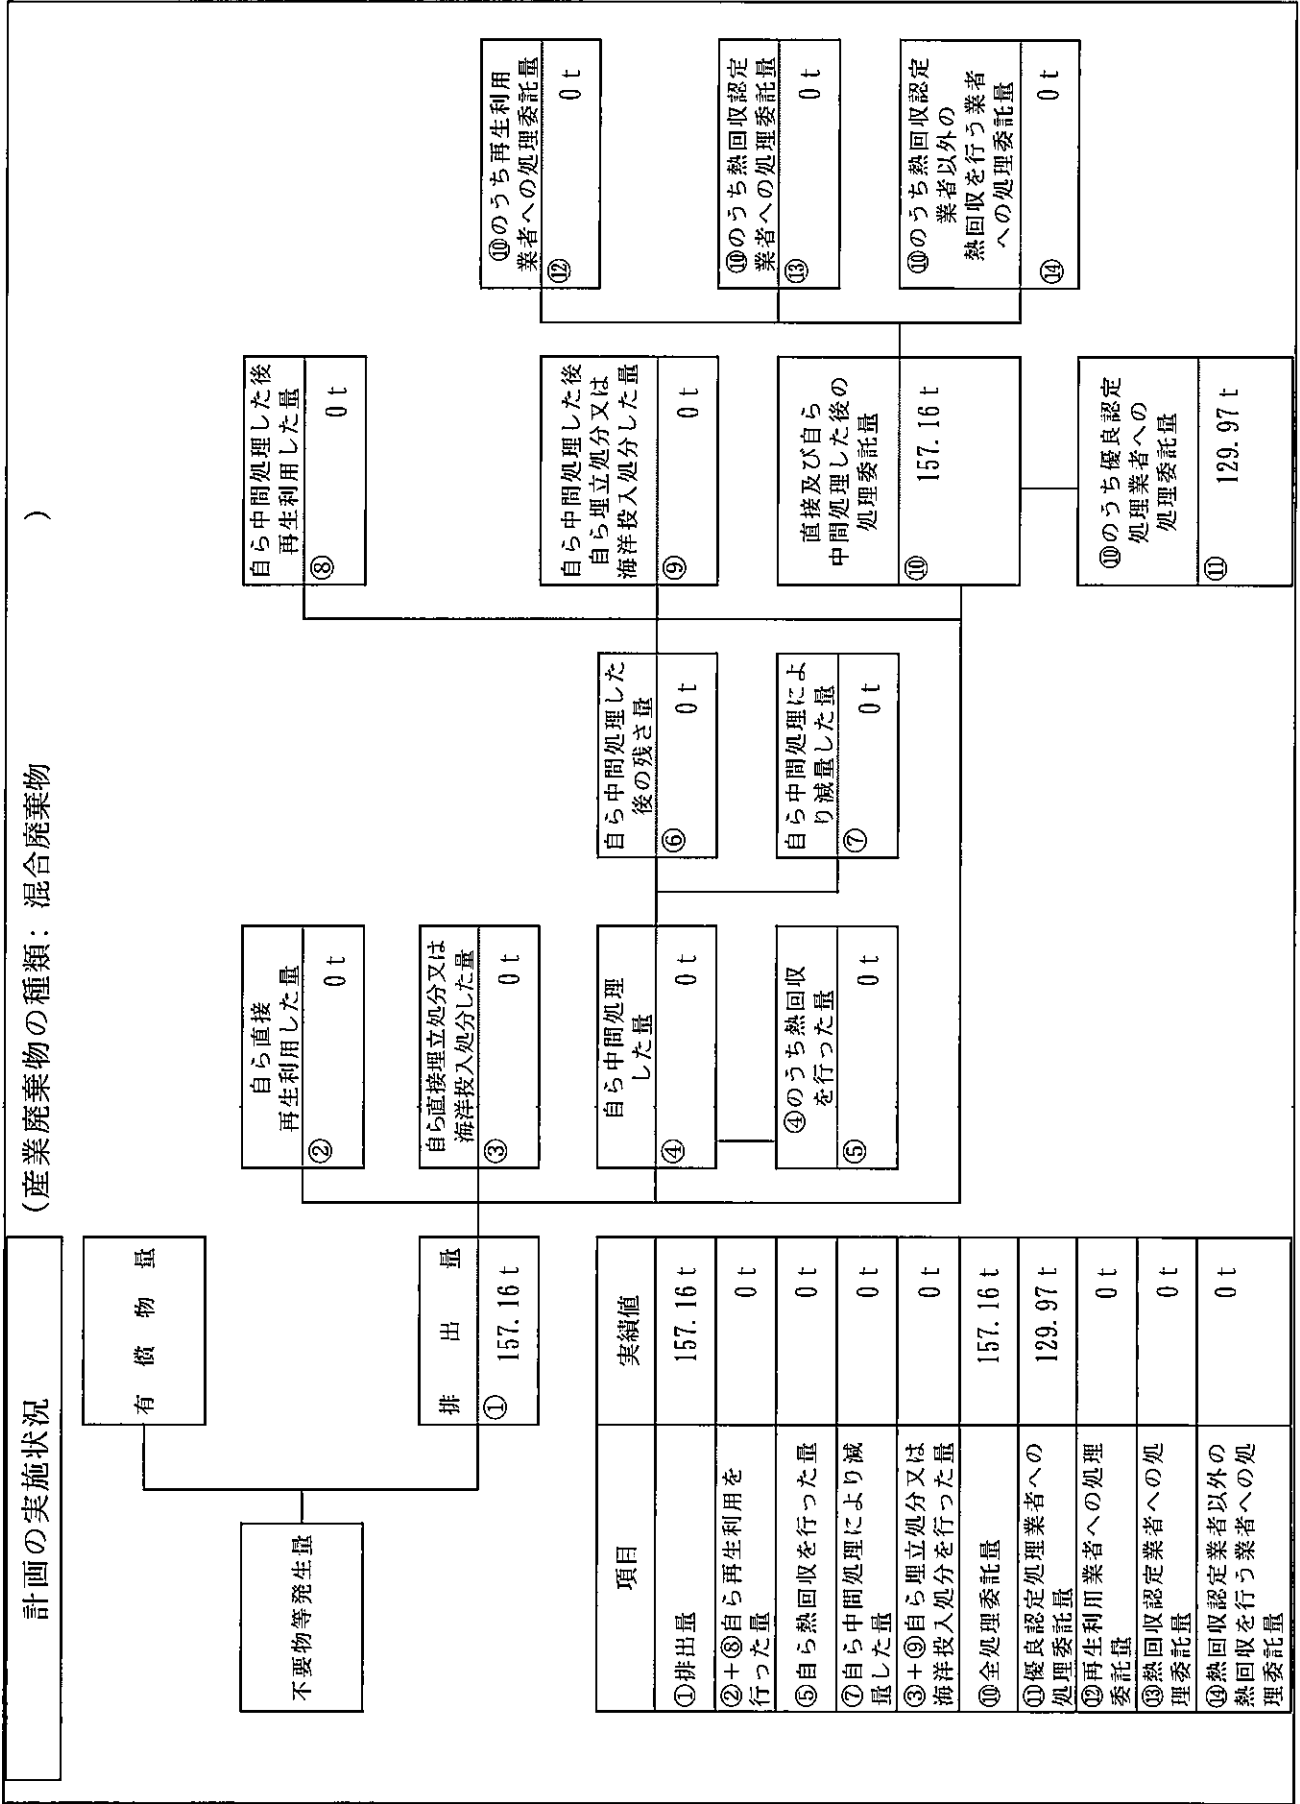 計画の実施状況
(産業廃棄物の種類: 混合廃棄物 )
不要物等発生量
有償物量
排出量
① 157.16 t
自ら直接
再生利用した量
② 0 t
自ら直接埋立処分又は
海洋投入処分した量
③ 0 t
自ら中間処理
した量
④ 0 t
④のうち熱回収
を行った量
⑤ 0 t
自ら中間処理した
後の残さ量
⑥ 0 t
自ら中間処理によ
り減量した量
⑦ 0 t
自ら中間処理した後
再生利用した量
⑧ 0 t
自ら中間処理した後
自ら埋立処分又は
海洋投入処分した量
⑨ 0 t
直接及び自ら
中間処理した後の
処理委託量
⑩ 157.16 t
⑩のうち優良認定
処理業者への
処理委託量
⑪ 129.97 t
⑩のうち再生利用
業者への処理委託量
⑫ 0 t
⑩のうち熱回収認定
業者への処理委託量
⑬ 0 t
⑩のうち熱回収認定
業者以外の
熱回収を行う業者
への処理委託量
⑭ 0 t
項目 実績値
①排出量 157.16 t
②+⑧自ら再生利用を
行った量 0 t
⑤自ら熱回収を行った量 0 t
⑦自ら中間処理により減
量した量 0 t
③+⑨自ら埋立処分又は
海洋投入処分を行った量 0 t
⑩全処理委託量 157.16 t
⑪優良認定処理業者への
処理委託量 129.97 t
⑫再生利用業者への処理
委託量 0 t
⑬熱回収認定業者への処
理委託量 0 t
⑭熱回収認定業者以外の
熱回収を行う業者への処
理委託量 0 t